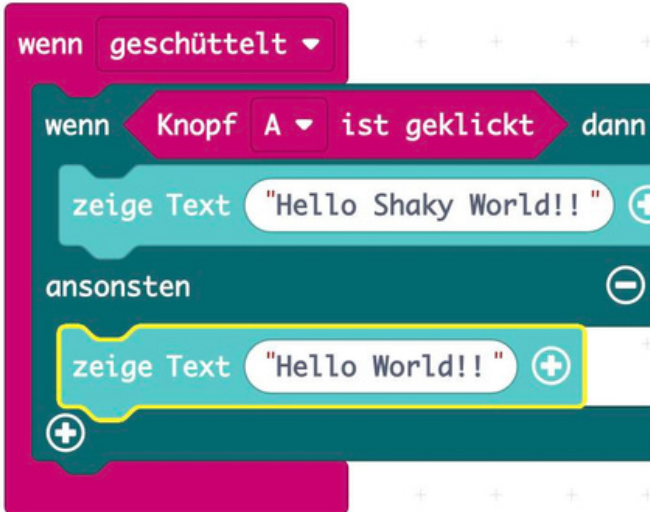 wenn geschüttelt
wenn Knopf A ist geklickt dann
zeige Text "Hello Shaky World!!"
ansonsten
zeige Text "Hello World!!"